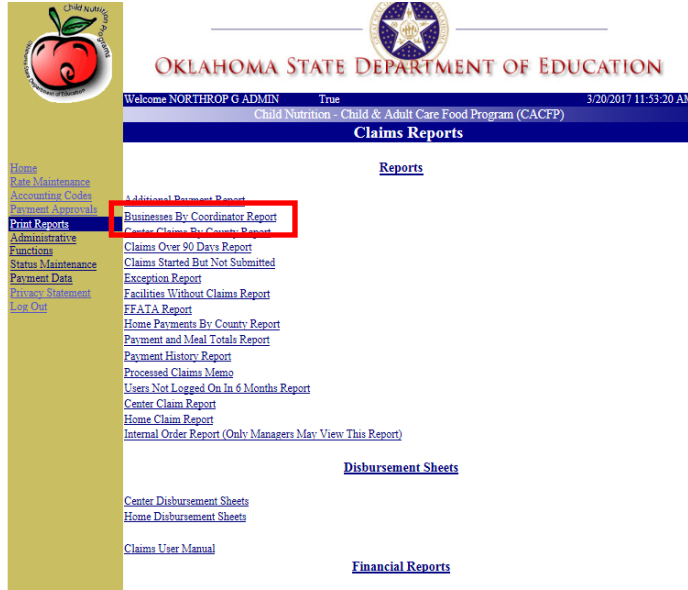 Child Nutrition Programs
OKLAHOMA STATE DEPARTMENT OF EDUCATION
Welcome NORTHROP G ADMIN True 3/20/2017 11:53:20 AM
Child Nutrition - Child & Adult Care Food Program (CACFP)
Claims Reports
Home
Rate Maintenance
Accounting Codes
Payment Approvals
Print Reports
Administrative
Functions
Status Maintenance
Payment Data
Privacy Statement
Log Out
Reports
Additional Payment Report
Businesses By Coordinator Report
Center Claims By County Report
Claims Over 90 Days Report
Claims Started But Not Submitted
Exception Report
Facilities Without Claims Report
FFATA Report
Home Payments By County Report
Payment and Meal Totals Report
Payment History Report
Processed Claims Memo
Users Not Logged On In 6 Months Report
Center Claim Report
Home Claim Report
Internal Order Report (Only Managers May View This Report)
Disbursement Sheets
Center Disbursement Sheets
Home Disbursement Sheets
Claims User Manual
Financial Reports